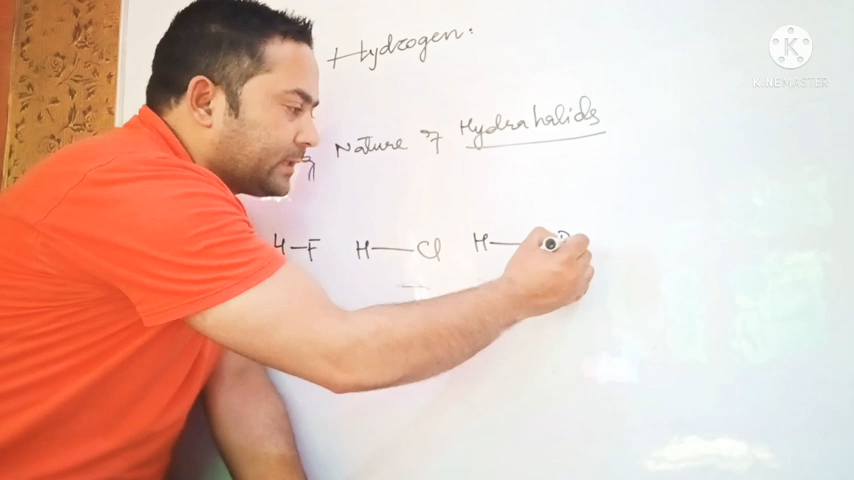 Hydrogen:
K
KINEMASTER
Nature of Hydrahalids
H-F H-Cl H-